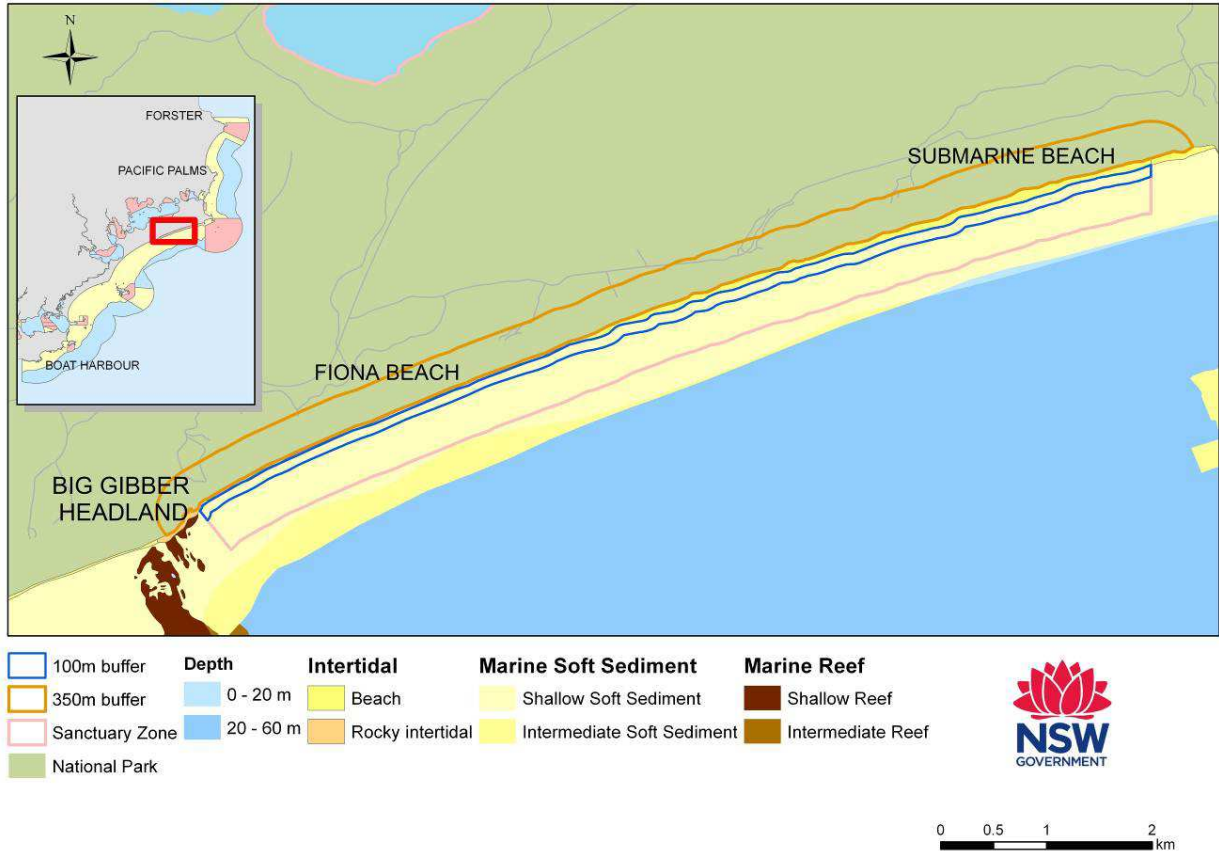 N
FORSTER
PACIFIC PALMS
BOAT HARBOUR
SUBMARINE BEACH
FIONA BEACH
BIG GIBBER
HEADLAND
100m buffer
350m buffer
Sanctuary Zone
National Park
Depth
0 - 20 m
20 - 60 m
Intertidal
Beach
Rocky intertidal
Marine Soft Sediment
Shallow Soft Sediment
Intermediate Soft Sediment
Marine Reef
Shallow Reef
Intermediate Reef
NSW
GOVERNMENT
0 0.5 1 2
km